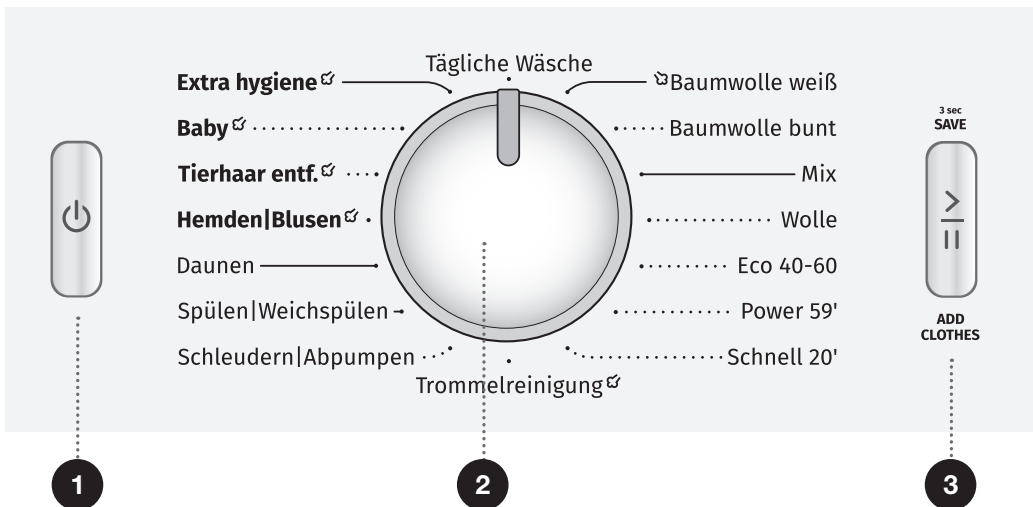 Tägliche Wäsche
Extra hygiene
Baby
Tierhaar entf.
Hemden|Blusen
Daunen
Spülen|Weichspülen
Schleudern|Abpumpen
Trommelreinigung
Baumwolle weiß
Baumwolle bunt
Mix
Wolle
Eco 40-60
Power 59'
Schnell 20'
3 sec
SAVE
ADD
CLOTHES
1
2
3